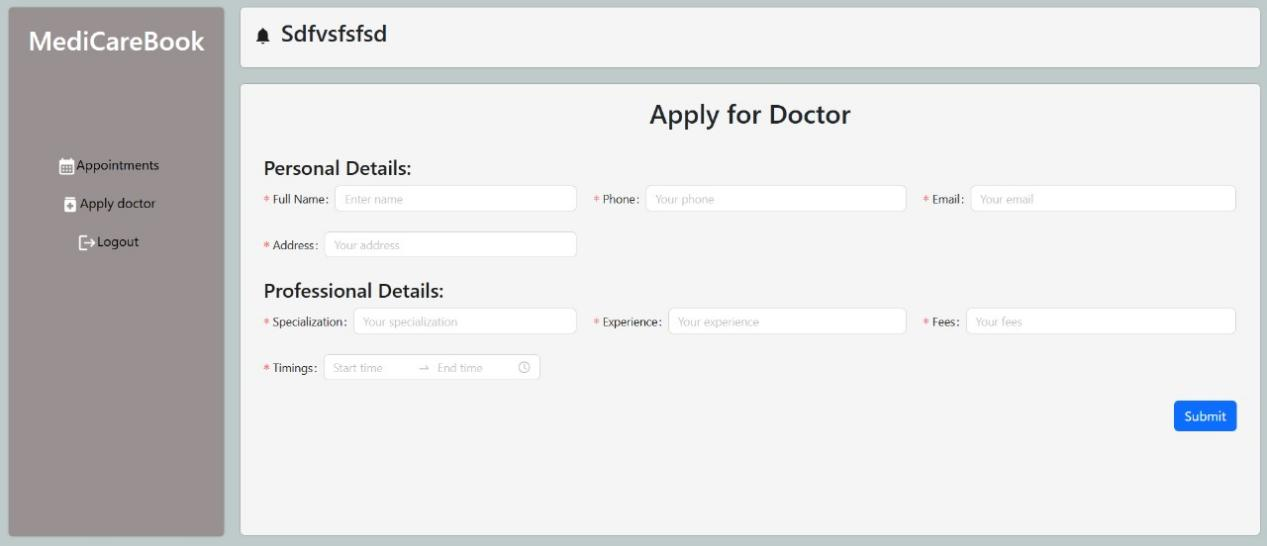 MediCareBook
Appointments
Apply doctor
Logout
Sdfvsfsfsd
Apply for Doctor
Personal Details:
* Full Name: Enter name * Phone: Your phone * Email: Your email
* Address: Your address
Professional Details:
* Specialization: Your specialization * Experience: Your experience * Fees: Your fees
* Timings: Start time → End time
Submit